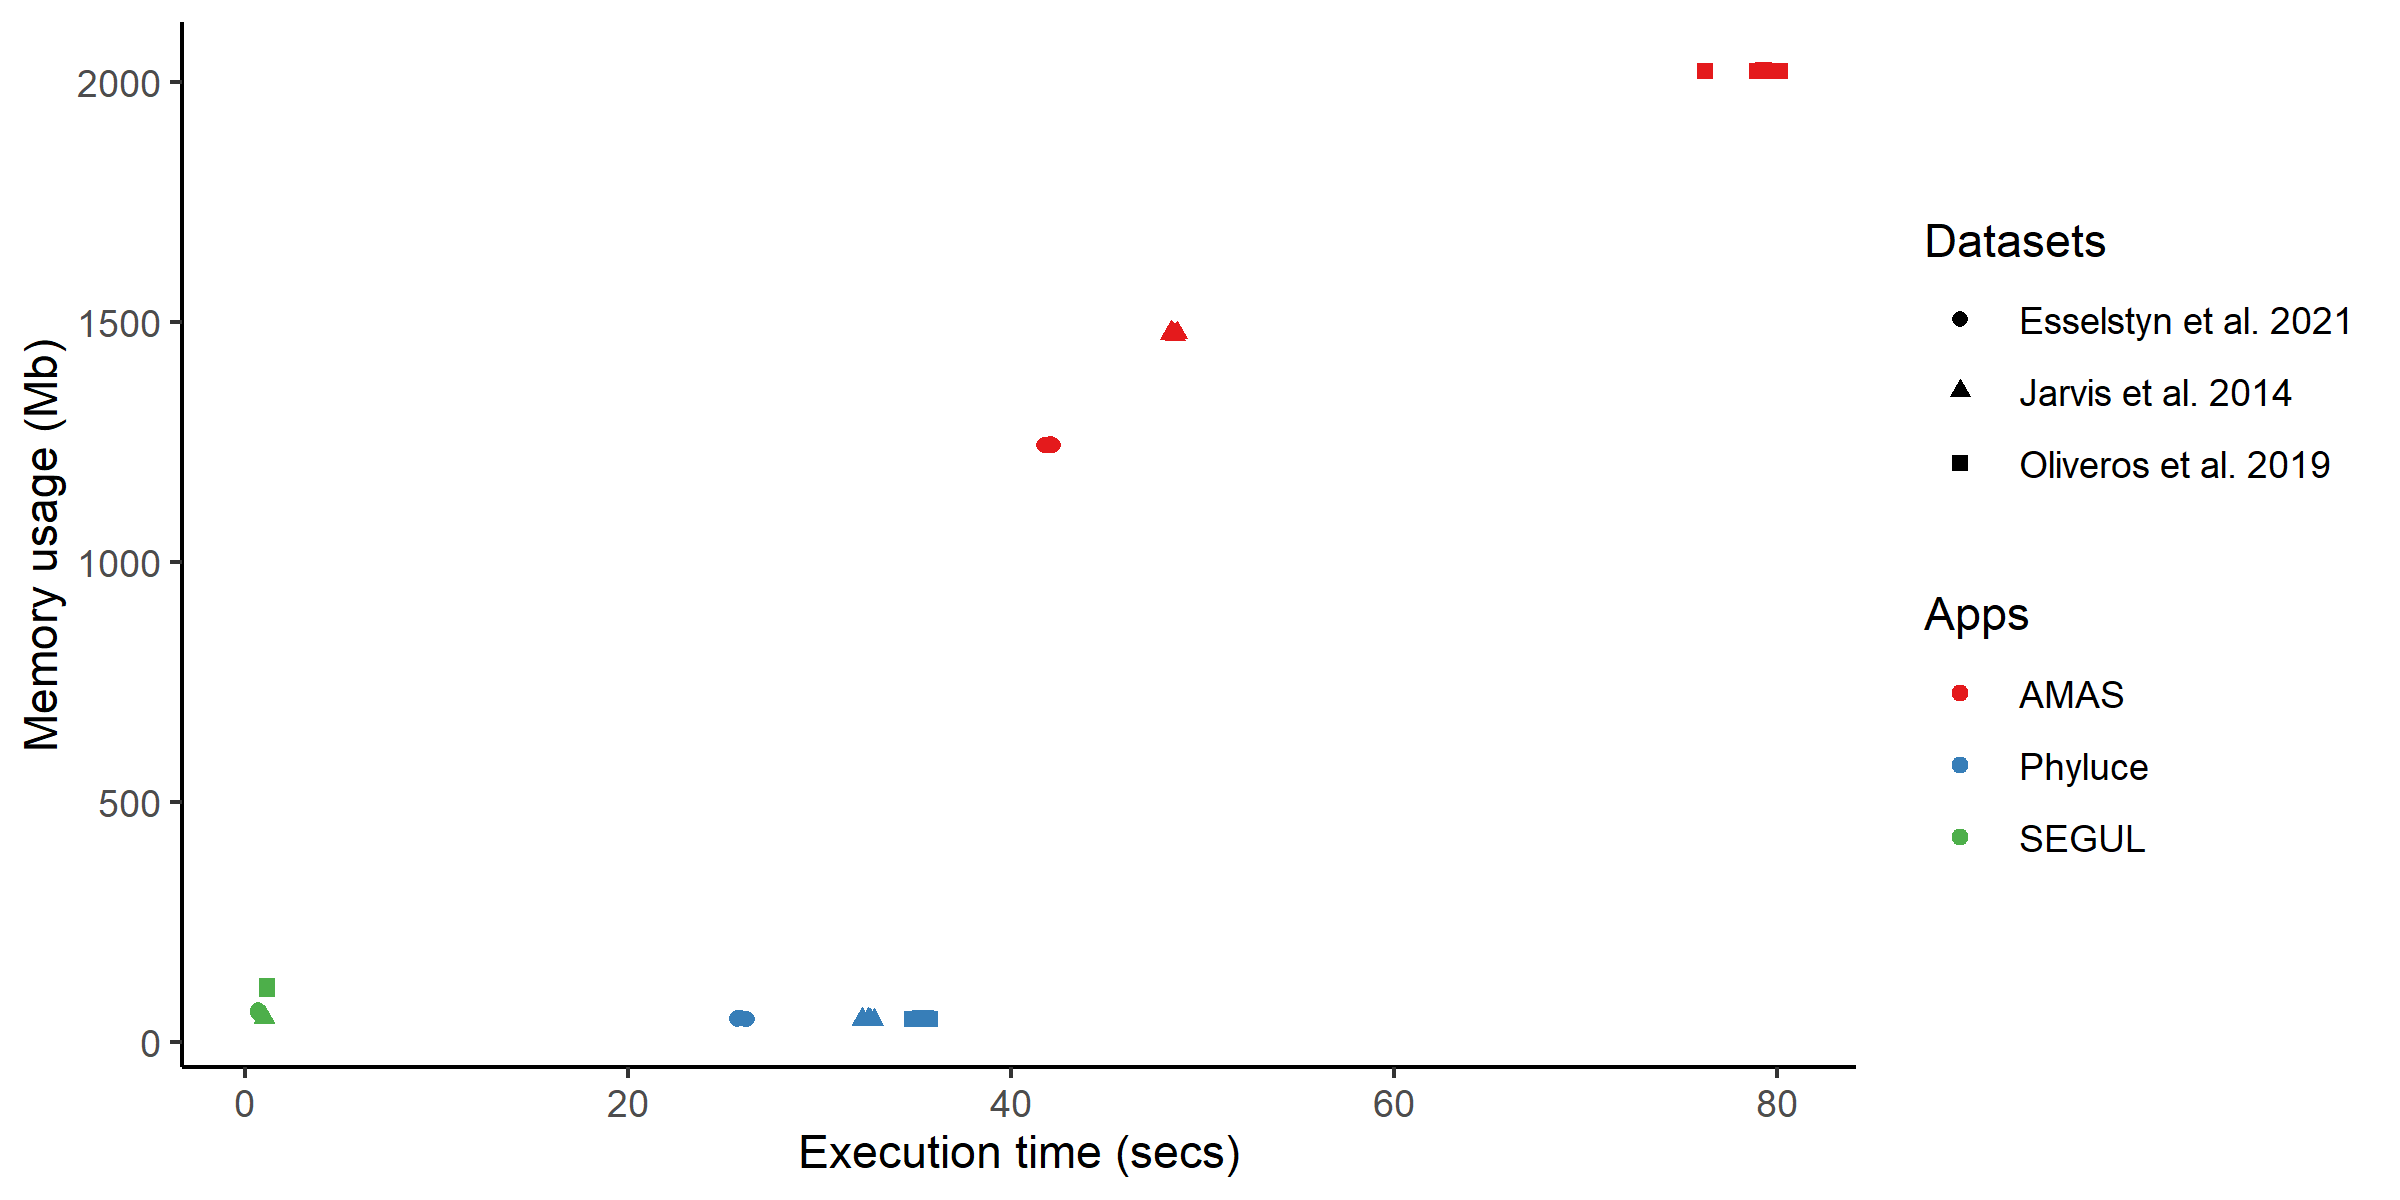 Memory usage (Mb)
2000
1500
1000
500
0
0 20 40 60 80
Execution time (secs)
Datasets
Esselstyn et al. 2021
Jarvis et al. 2014
Oliveros et al. 2019
Apps
AMAS
Phyluce
SEGUL